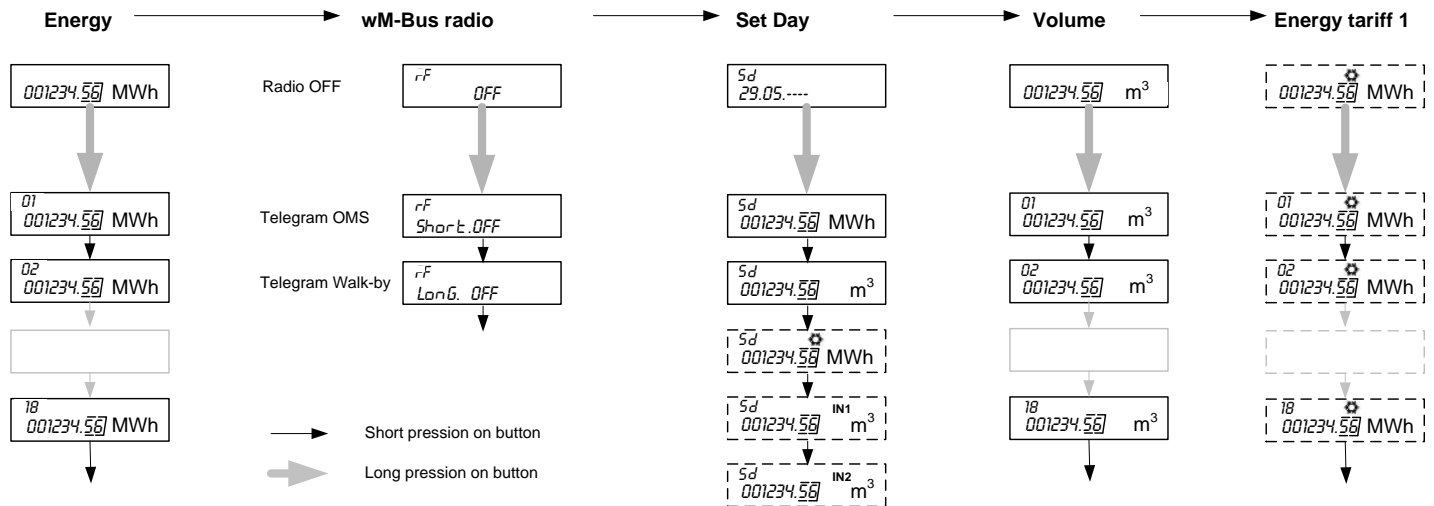 Energy wM-Bus radio Set Day Volume Energy tariff 1
001234.56 MWh
Radio OFF
rF
OFF
Sd
29.05.----
001234.56 m³
001234.56 MWh
01
001234.56 MWh
Telegram OMS
rF
Short.OFF
Sd
001234.56 MWh
01
001234.56 m³
01
001234.56 MWh
02
001234.56 MWh
Telegram Walk-by
rF
LonG. OFF
Sd
001234.56 m³
02
001234.56 m³
02
001234.56 MWh
Sd
001234.56 MWh
18
001234.56 MWh
Sd IN1
001234.56 m³
18
001234.56 m³
18
001234.56 MWh
Short pression on button
Long pression on button
Sd IN2
001234.56 m³